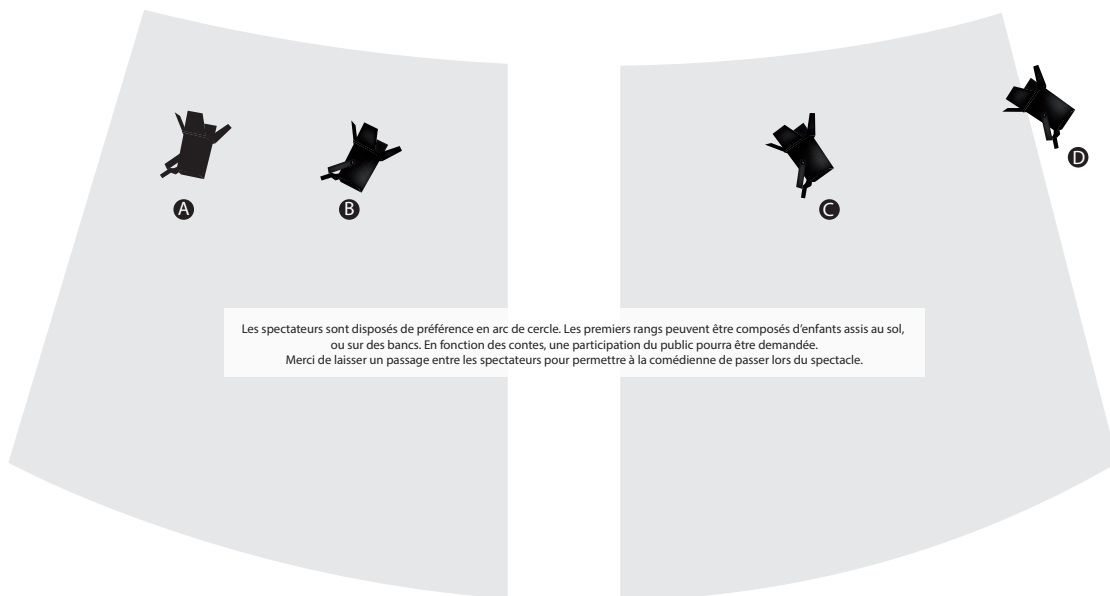 A
B
C
D
Les spectateurs sont disposés de préférence en arc de cercle. Les premiers rangs peuvent être composés d’enfants assis au sol,
ou sur des bancs. En fonction des contes, une participation du public pourra être demandée.
Merci de laisser un passage entre les spectateurs pour permettre à la comédienne de passer lors du spectacle.